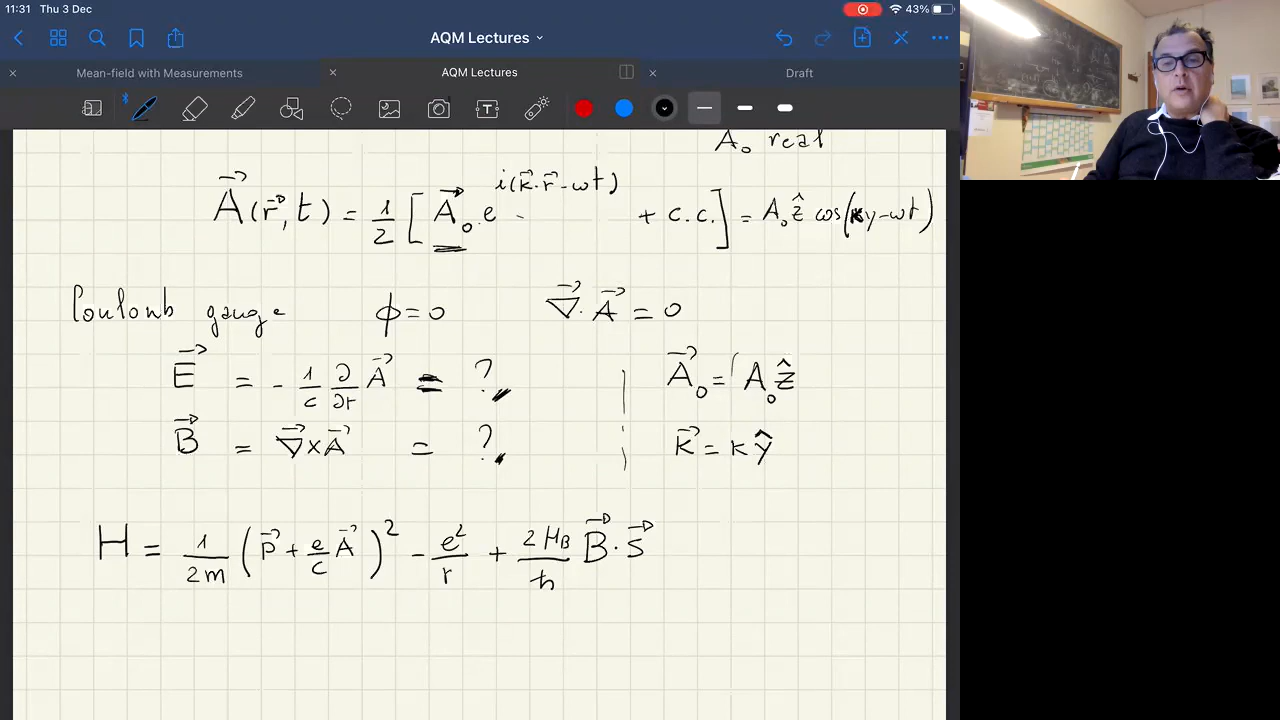 11:31 Thu 3 Dec 43%
AQM Lectures
Mean-field with Measurements AQM Lectures Draft
A₀ real
A⃗(r⃗,t) = 1/2 [A⃗₀ · e^{i(k⃗·r⃗-ωt)} + c.c.] = A₀ ẑ cos(ky-ωt)
Coulomb gauge ϕ=0 ∇⃗·A⃗ = 0
E⃗ = - 1/c ∂/∂t A⃗ = ? A⃗₀ = A₀ ẑ
B⃗ = ∇⃗×A⃗ = ? K⃗ = k ŷ
H = 1/2m (p⃗ + e/c A⃗)² - e²/r + 2μ_B/ħ B⃗·S⃗